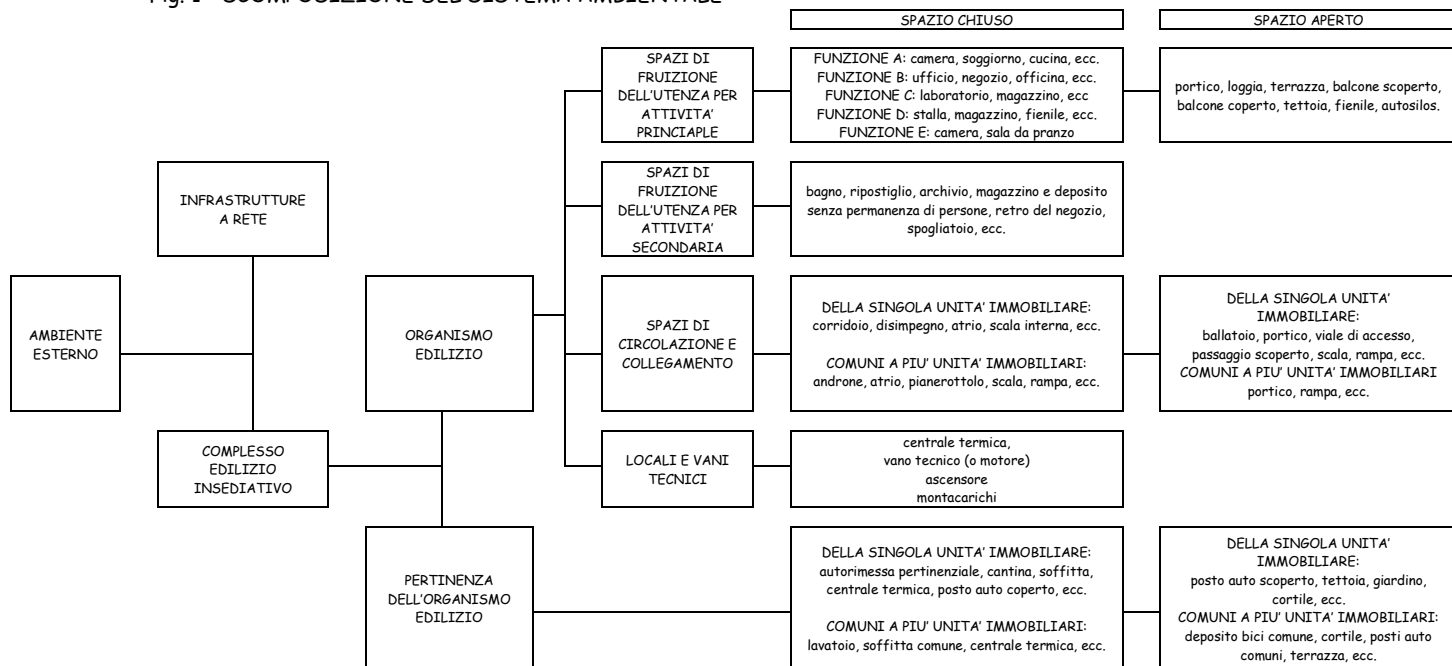 SPAZIO CHIUSO
SPAZIO APERTO
SPAZI DI
FRUIZIONE
DELL'UTENZA PER
ATTIVITA'
PRINCIAPLE
FUNZIONE A: camera, soggiorno, cucina, ecc.
FUNZIONE B: ufficio, negozio, officina, ecc.
FUNZIONE C: laboratorio, magazzino, ecc
FUNZIONE D: stalla, magazzino, fienile, ecc.
FUNZIONE E: camera, sala da pranzo
portico, loggia, terrazza, balcone scoperto,
balcone coperto, tettoia, fienile, autosilos.
INFRASTRUTTURE
A RETE
SPAZI DI
FRUIZIONE
DELL'UTENZA PER
ATTIVITA'
SECONDARIA
bagno, ripostiglio, archivio, magazzino e deposito
senza permanenza di persone, retro del negozio,
spogliatoio, ecc.
AMBIENTE
ESTERNO
ORGANISMO
EDILIZIO
SPAZI DI
CIRCOLAZIONE E
COLLEGAMENTO
DELLA SINGOLA UNITA' IMMOBILIARE:
corridoio, disimpegno, atrio, scala interna, ecc.
COMUNI A PIU' UNITA' IMMOBILIARI:
androne, atrio, pianerottolo, scala, rampa, ecc.
DELLA SINGOLA UNITA'
IMMOBILIARE:
ballatoio, portico, viale di accesso,
passaggio scoperto, scala, rampa, ecc.
COMUNI A PIU' UNITA' IMMOBILIARI
portico, rampa, ecc.
COMPLESSO
EDILIZIO
INSEDIATIVO
LOCALI E VANI
TECNICI
centrale termica,
vano tecnico (o motore)
ascensore
montacarichi
PERTINENZA
DELL'ORGANISMO
EDILIZIO
DELLA SINGOLA UNITA' IMMOBILIARE:
autorimessa pertinenziale, cantina, soffitta,
centrale termica, posto auto coperto, ecc.
COMUNI A PIU' UNITA' IMMOBILIARI:
lavatoio, soffitta comune, centrale termica, ecc.
DELLA SINGOLA UNITA'
IMMOBILIARE:
posto auto scoperto, tettoia, giardino,
cortile, ecc.
COMUNI A PIU' UNITA' IMMOBILIARI:
deposito bici comune, cortile, posti auto
comuni, terrazza, ecc.